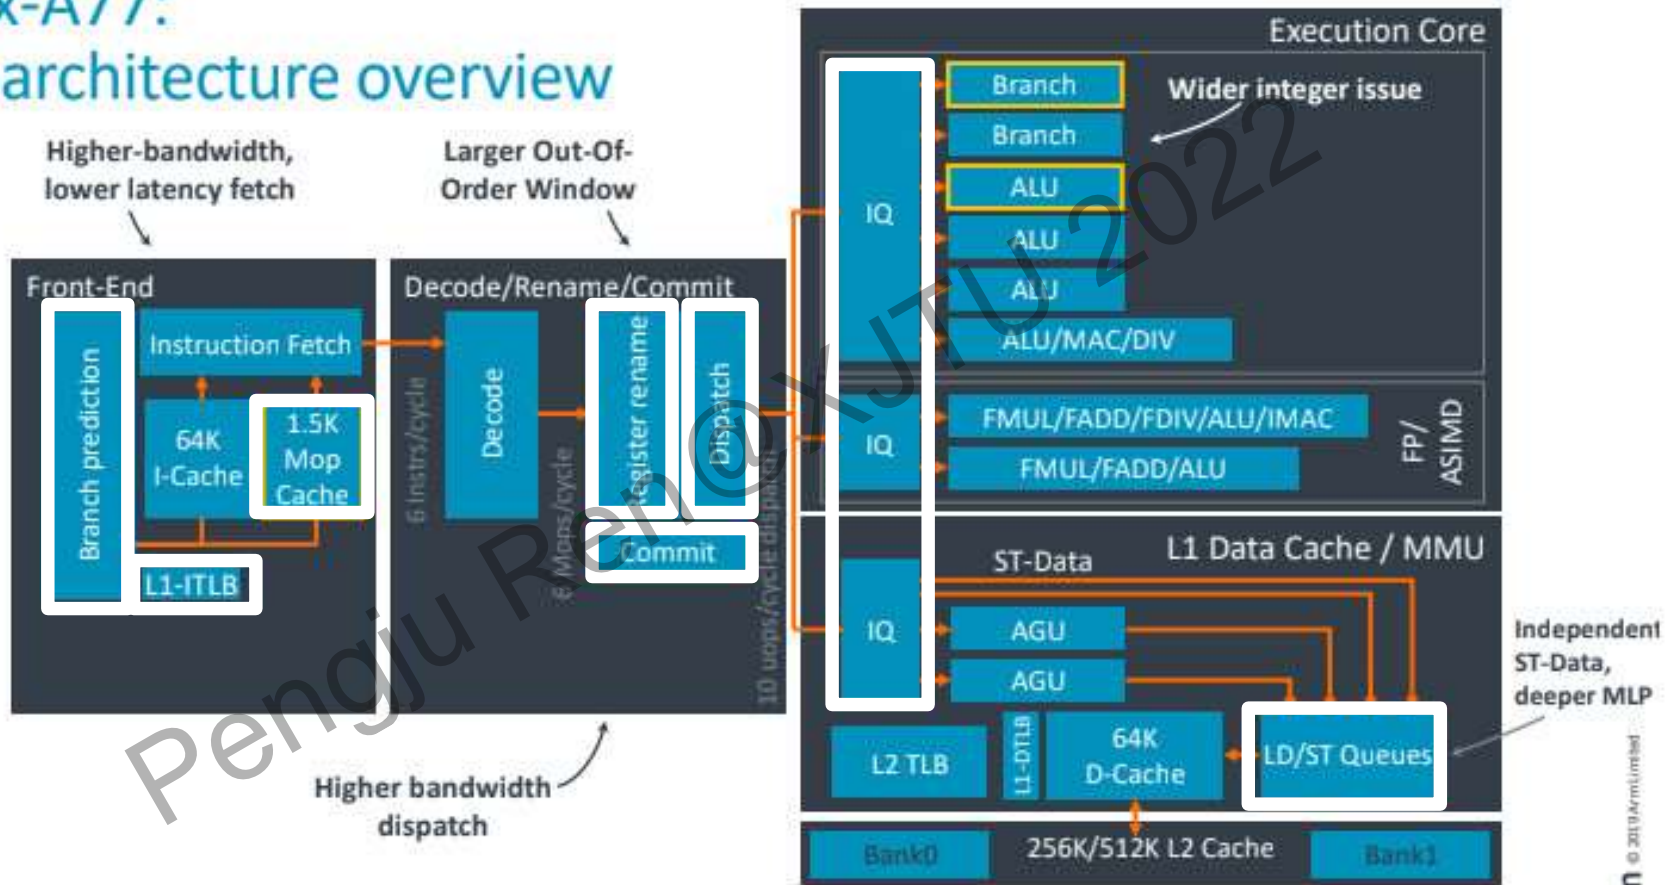 x-A77:
architecture overview
Higher-bandwidth,
lower latency fetch
Larger Out-Of-
Order Window
Front-End
Branch prediction
Instruction Fetch
64K
I-Cache
1.5K
Mop
Cache
L1-ITLB
Decode/Rename/Commit
6 Instrs/cycle
Decode
6 Mops/cycle
Register rename
Dispatch
Commit
10 uops/cycle dispatch
Higher bandwidth
dispatch
Execution Core
IQ
Branch
Branch
ALU
ALU
ALU
ALU/MAC/DIV
Wider integer issue
IQ
FMUL/FADD/FDIV/ALU/IMAC
FMUL/FADD/ALU
FP/
ASIMD
L1 Data Cache / MMU
ST-Data
IQ
AGU
AGU
L2 TLB
L1-DTLB
64K
D-Cache
LD/ST Queues
Independent
ST-Data,
deeper MLP
Bank0
256K/512K L2 Cache
Bank1
© 2019 Arm Limited
Pengju Ren@XJTU 2022